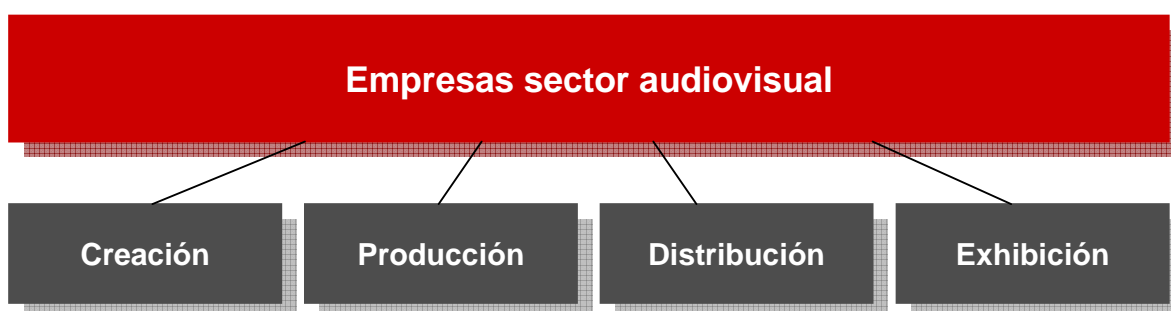 Empresas sector audiovisual
Creación
Producción
Distribución
Exhibición